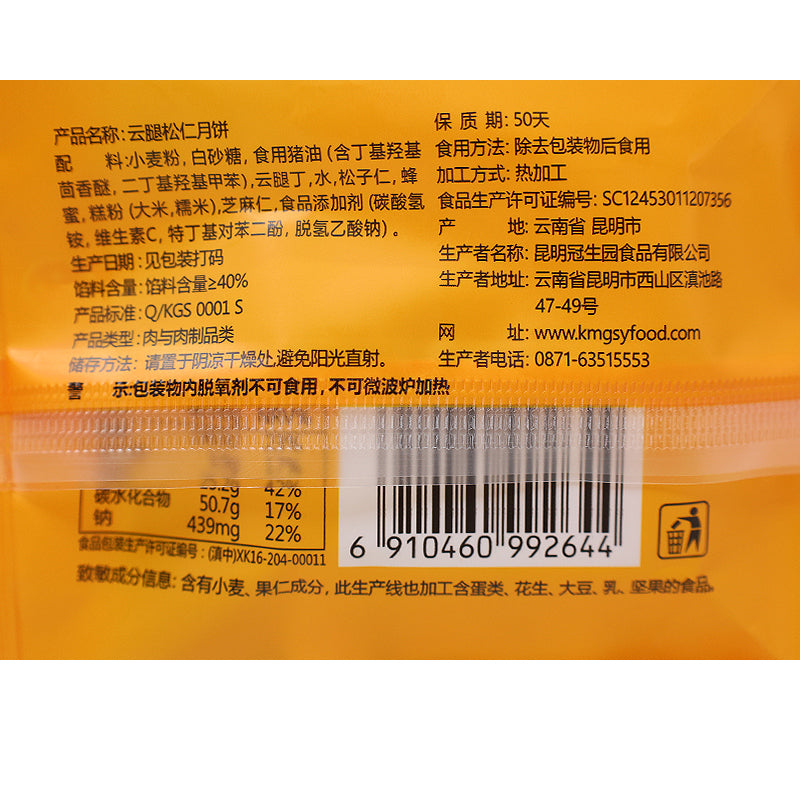 产品名称:云腿松仁月饼
配 料:小麦粉, 白砂糖, 食用猪油 (含丁基羟基
茴香醚, 二丁基羟基甲苯),云腿丁,水,松子仁, 蜂
蜜, 糕粉 (大米,糯米),芝麻仁,食品添加剂 (碳酸氢
铵, 维生素C, 特丁基对苯二酚, 脱氢乙酸钠) 。
生产日期: 见包装打码
馅料含量: 馅料含量≥40%
产品标准: Q/KGS 0001 S
产品类型: 肉与肉制品类
储存方法: 请置于阴凉干燥处,避免阳光直射。
警 示:包装物内脱氧剂不可食用, 不可微波炉加热
保 质 期: 50天
食用方法: 除去包装物后食用
加工方式: 热加工
食品生产许可证编号: SC12453011207356
产 地: 云南省 昆明市
生产者名称: 昆明冠生园食品有限公司
生产者地址: 云南省昆明市西山区滇池路
47-49号
网 址: www.kmgsyfood.com
生产者电话: 0871-63515553
42%
碳水化合物 50.7g 17%
钠 439mg 22%
食品包装生产许可证编号: (滇中)XK16-204-00011
6 910460 992644
致敏成分信息: 含有小麦、果仁成分, 此生产线也加工含蛋类、花生、大豆、乳、坚果的食品。